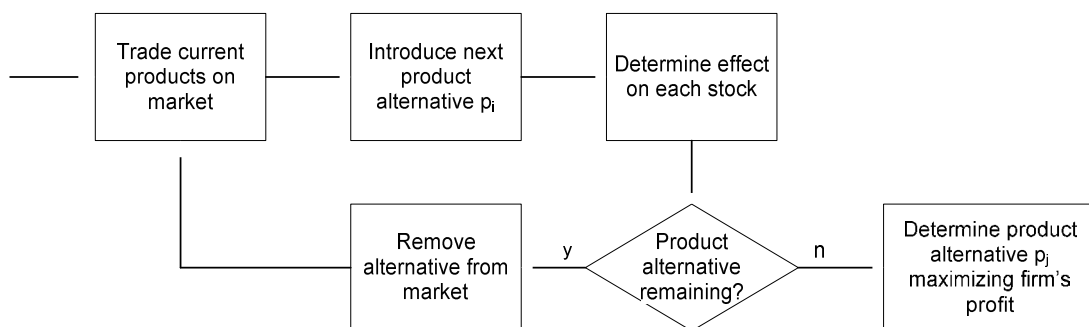 Trade current
products on
market
Introduce next
product
alternative pi
Determine effect
on each stock
Remove
alternative from
market
y
Product
alternative
remaining?
n
Determine product
alternative pj
maximizing firm's
profit